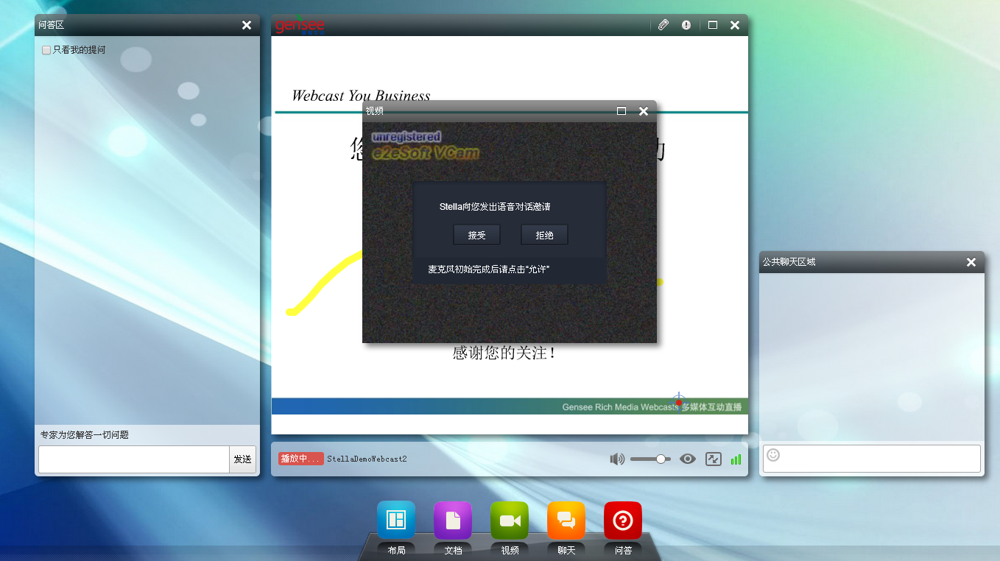 问答区
只看我的提问
专家为您解答一切问题
发送
gensee
Webcast You Business
您
功
视频
unregistered
e2eSoft VCam
Stella向您发出语音对话邀请
接受 拒绝
麦克风初始完成后请点击“允许”
感谢您的关注！
Gensee Rich Media Webcasts 多媒体互动直播
播放中... StellaDemoWebcast2
公共聊天区域
布局 文档 视频 聊天 问答